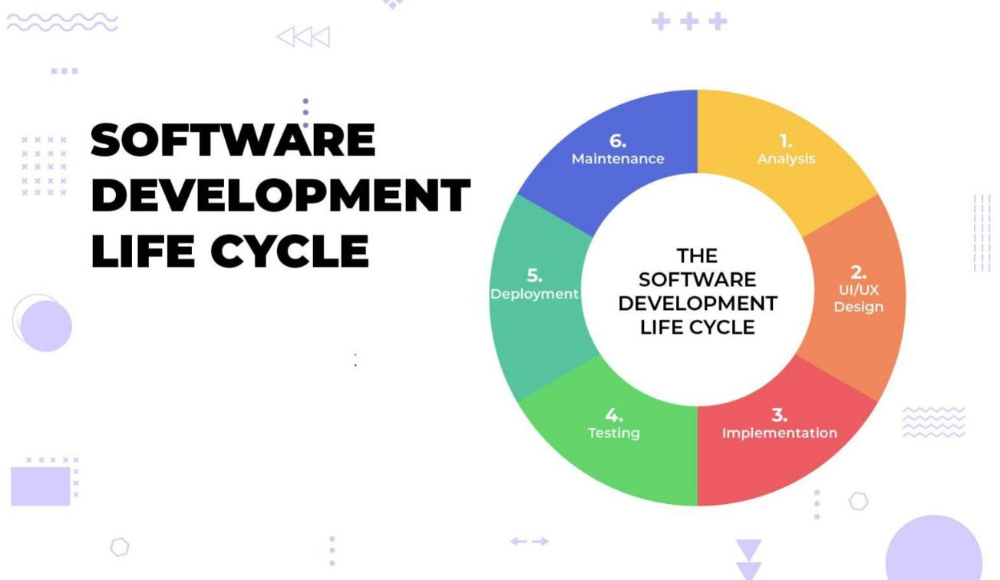 SOFTWARE
DEVELOPMENT
LIFE CYCLE
:
1.
Analysis
2.
UI/UX
Design
3.
Implementation
4.
Testing
5.
Deployment
6.
Maintenance
THE
SOFTWARE
DEVELOPMENT
LIFE CYCLE